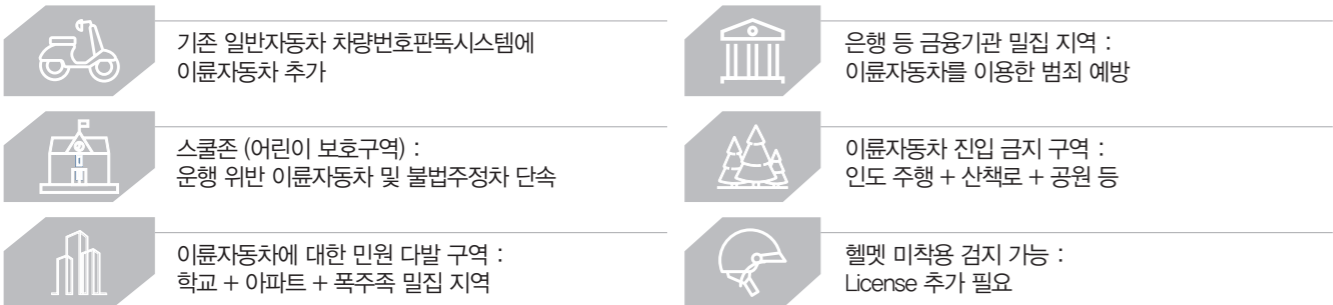 기존 일반자동차 차량번호판독시스템에
이륜자동차 추가
은행 등 금융기관 밀집 지역 :
이륜자동차를 이용한 범죄 예방
스쿨존 (어린이 보호구역) :
운행 위반 이륜자동차 및 불법주정차 단속
이륜자동차 진입 금지 구역 :
인도 주행 + 산책로 + 공원 등
이륜자동차에 대한 민원 다발 구역 :
학교 + 아파트 + 폭주족 밀집 지역
헬멧 미착용 검지 가능 :
License 추가 필요